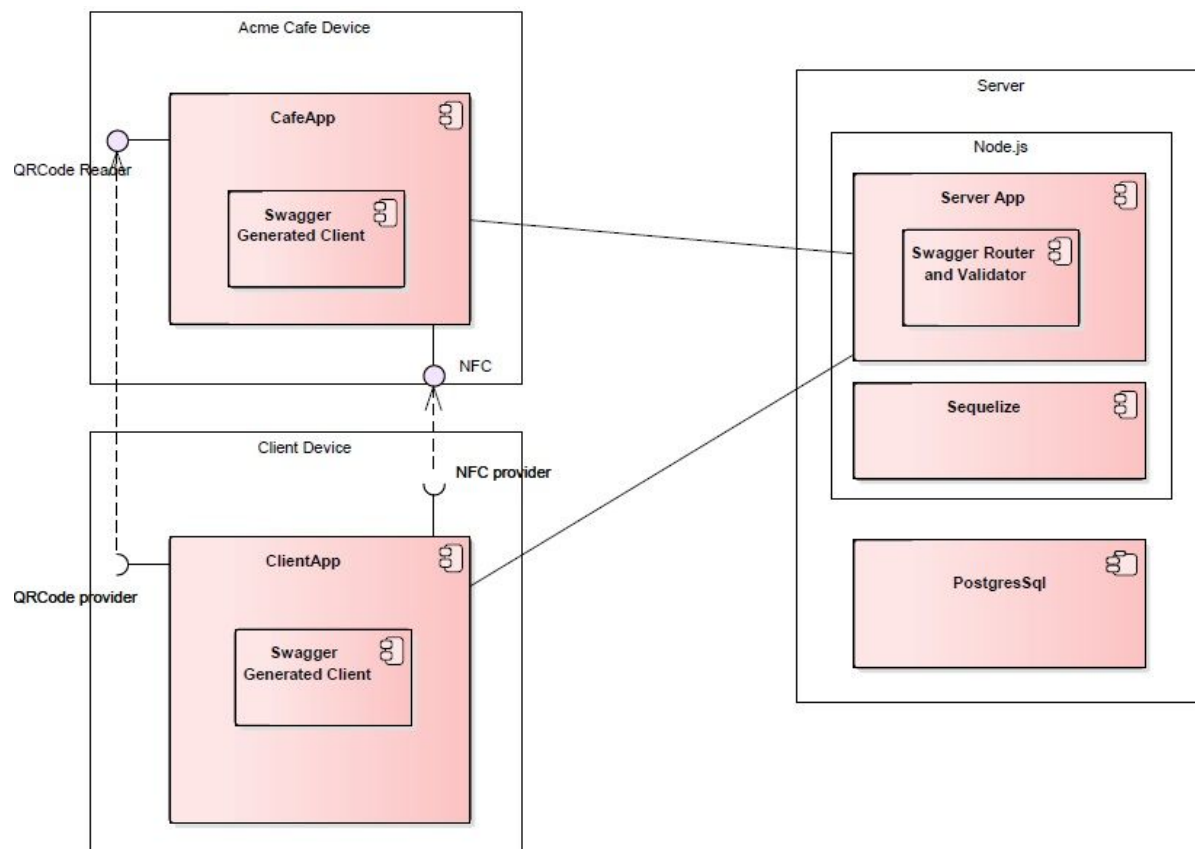 Acme Cafe Device
CafeApp
QRCode Reader
Swagger
Generated Client
NFC
Client Device
NFC provider
ClientApp
QRCode provider
Swagger
Generated Client
Server
Node.js
Server App
Swagger Router
and Validator
Sequelize
PostgresSql